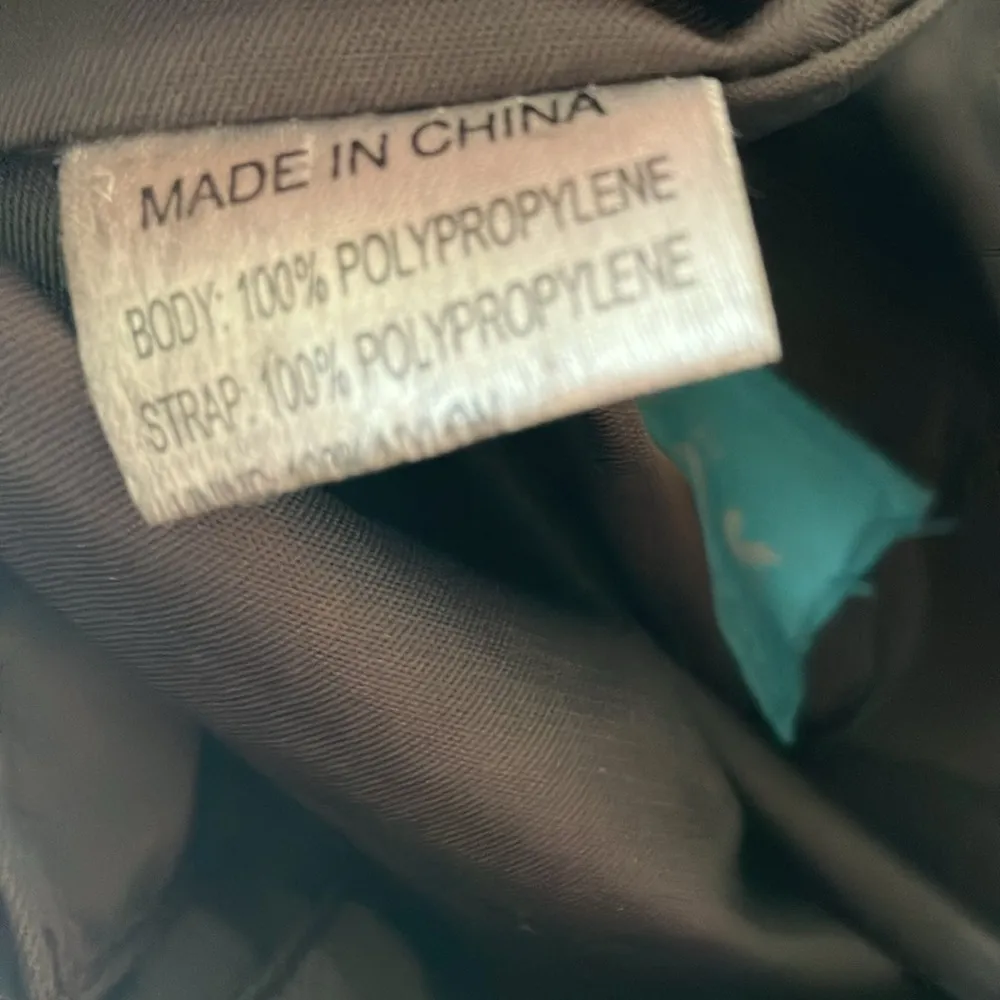 MADE IN CHINA
BODY: 100% POLYPROPYLENE
STRAP: 100% POLYPROPYLENE